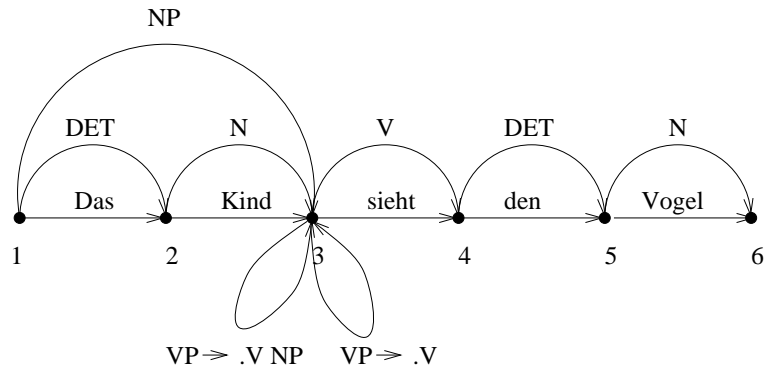 NP
DET N V DET N
Das Kind sieht den Vogel
1 2 3 4 5 6
VP → .V NP VP → .V